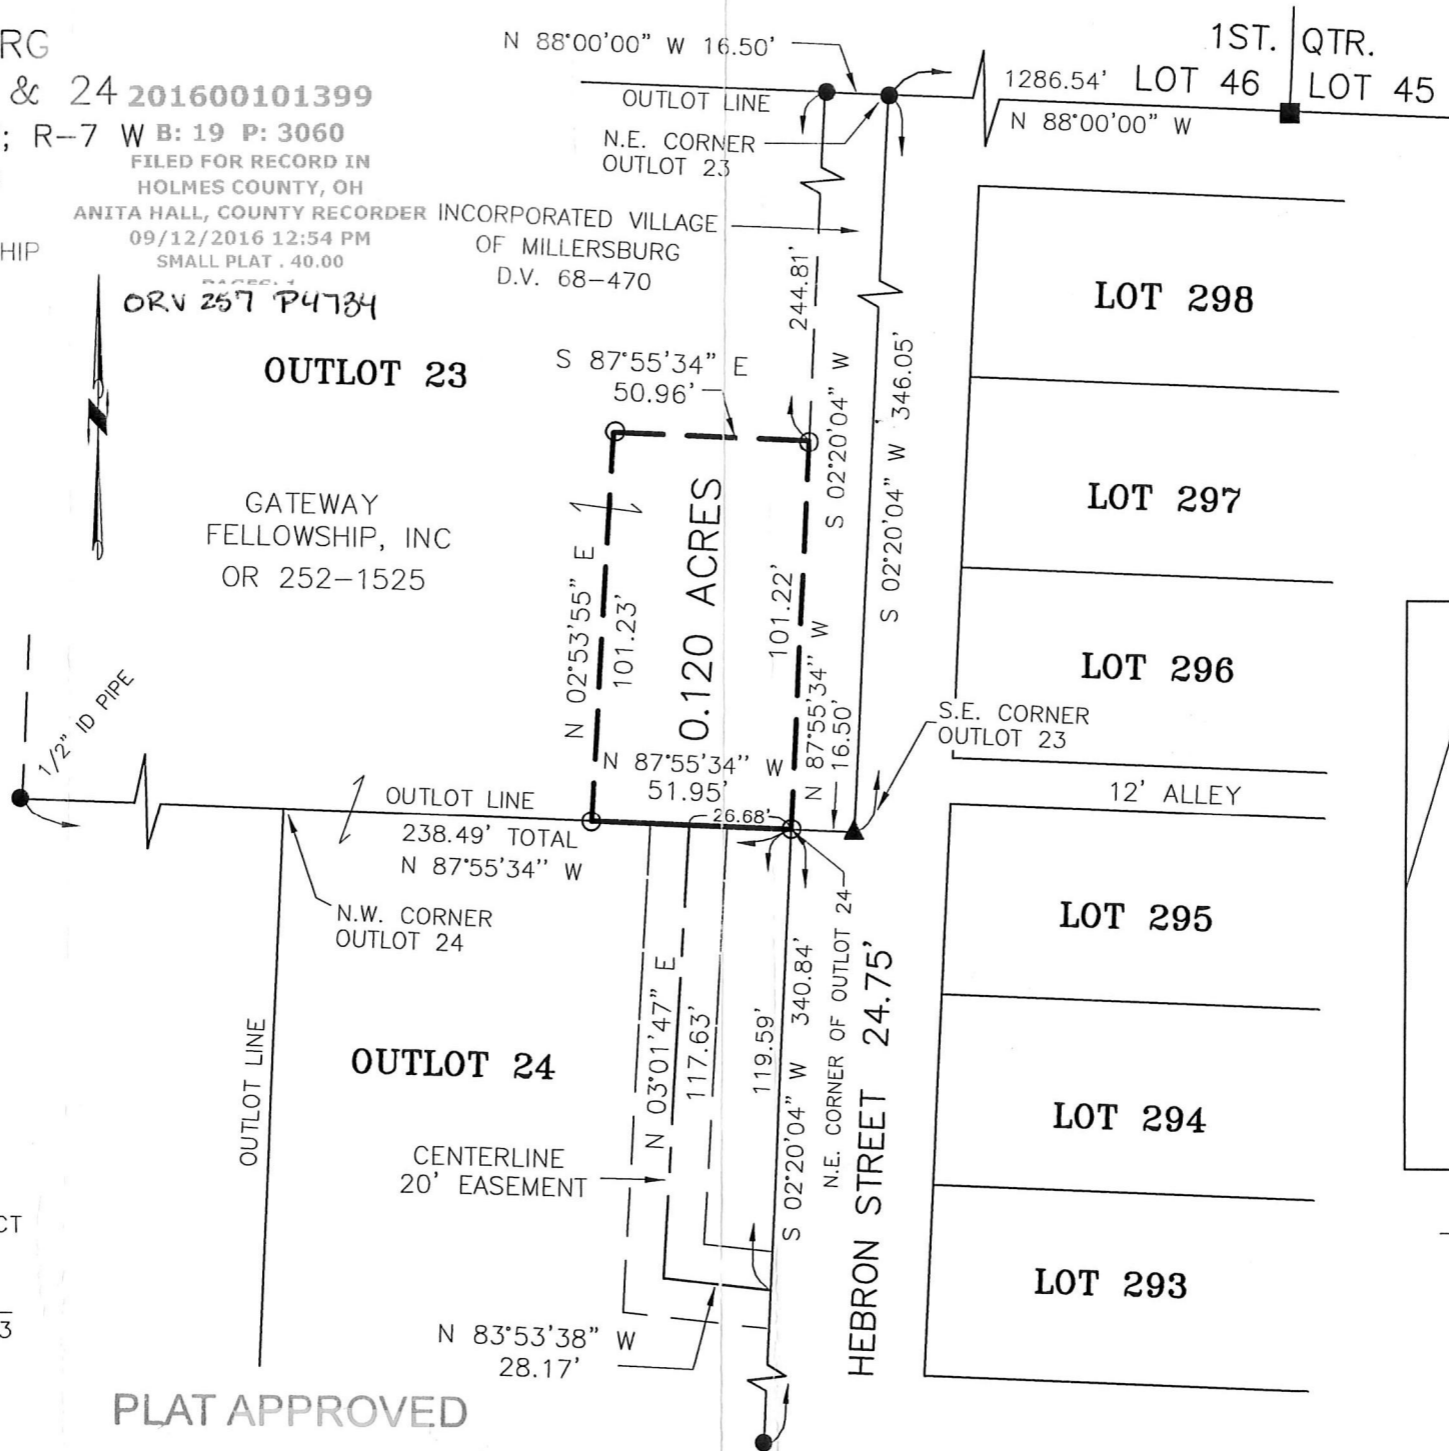 RG
& 24
; R-7 W
HIP
201600101399
B: 19 P: 3060
FILED FOR RECORD IN
HOLMES COUNTY, OH
ANITA HALL, COUNTY RECORDER
09/12/2016 12:54 PM
SMALL PLAT . 40.00
ORV 257 P4734
N 88°00'00" W 16.50'
OUTLOT LINE
N.E. CORNER
OUTLOT 23
1286.54'
N 88°00'00" W
1ST. QTR.
LOT 46
LOT 45
INCORPORATED VILLAGE
OF MILLERSBURG
D.V. 68-470
244.81'
S 02°20'04" W
S 02°20'04" W 346.05'
OUTLOT 23
S 87°55'34" E
50.96'
GATEWAY
FELLOWSHIP, INC
OR 252-1525
N 02°53'55" E
101.23'
0.120 ACRES
101.22'
N 87°55'34" W
16.50'
N 87°55'34" W
51.95'
26.68'
LOT 298
LOT 297
LOT 296
S.E. CORNER
OUTLOT 23
12' ALLEY
1/2" ID PIPE
OUTLOT LINE
238.49' TOTAL
N 87°55'34" W
N.W. CORNER
OUTLOT 24
OUTLOT LINE
OUTLOT 24
N 03°01'47" E
117.63'
119.59'
S 02°20'04" W 340.84'
N.E. CORNER OF OUTLOT 24
HEBRON STREET 24.75'
CENTERLINE
20' EASEMENT
N 83°53'38" W
28.17'
LOT 295
LOT 294
LOT 293
CT
3
PLAT APPROVED